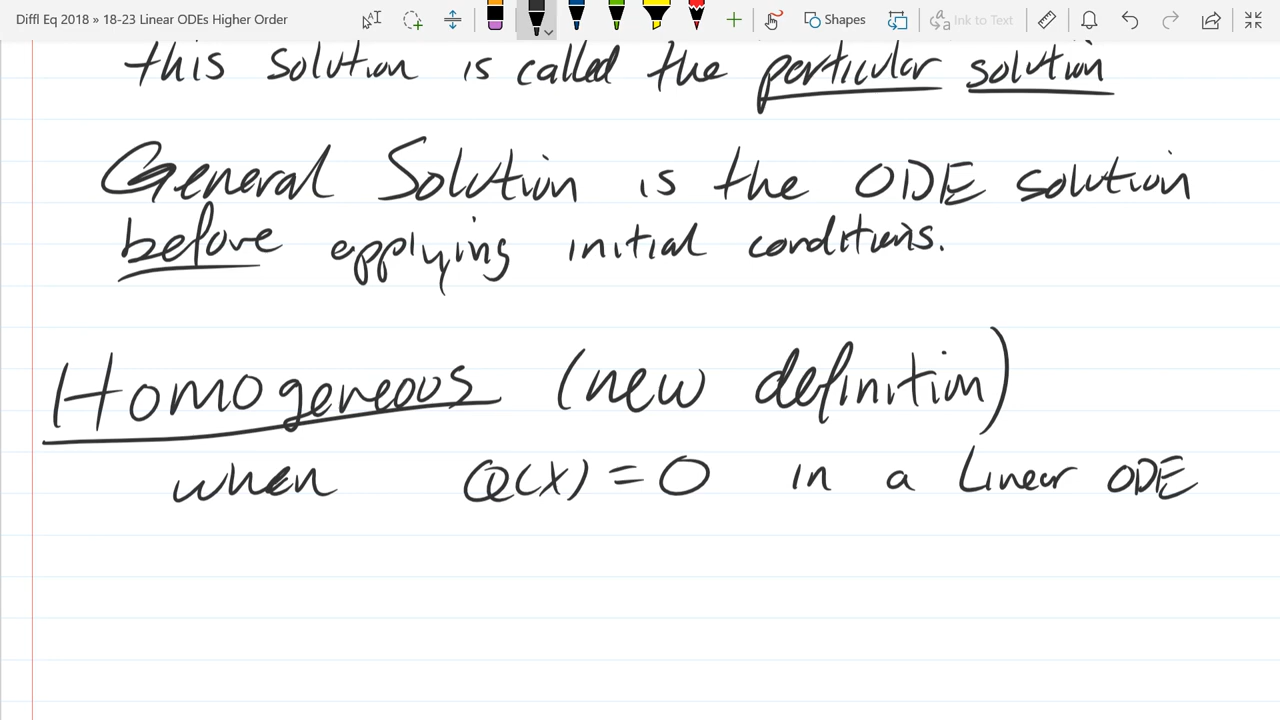 Diffl Eq 2018 » 18-23 Linear ODEs Higher Order
Shapes
Ink to Text
this solution is called the particular solution
General Solution is the ODE solution
before applying initial conditions.
Homogeneous (new definition)
when Q(x) = 0 in a Linear ODE